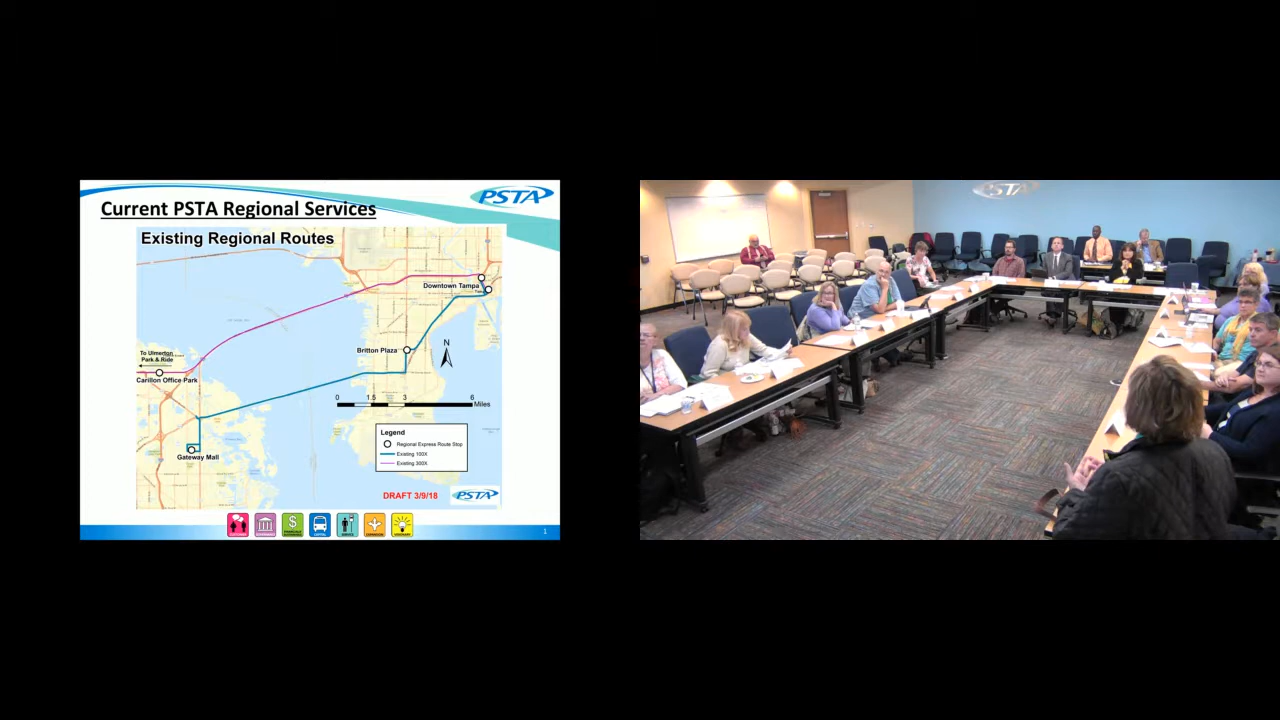 PSTA
Current PSTA Regional Services
Existing Regional Routes
Downtown Tampa
Britton Plaza
N
To Ulmerton
Park & Ride
Carillon Office Park
0 1.5 3 6
Miles
Gateway Mall
Legend
Regional Express Route Stop
Existing 100X
Existing 300X
DRAFT 3/9/18
PSTA
1
PSTA